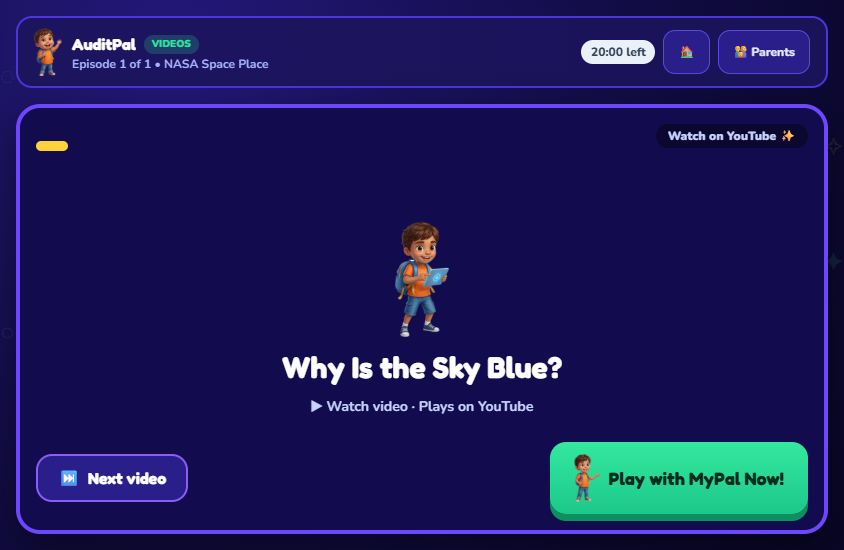 AuditPal VIDEOS
Episode 1 of 1 • NASA Space Place
20:00 left
Parents
Watch on YouTube ✨
Why Is the Sky Blue?
▶ Watch video · Plays on YouTube
⏭ Next video
Play with MyPal Now!